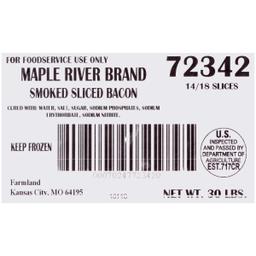 FOR FOODSERVICE USE ONLY
MAPLE RIVER BRAND
SMOKED SLICED BACON
72342
14/18 SLICES
CURED WITH: WATER, SALT, SUGAR, SODIUM PHOSPHATES, SODIUM
ERYTHORBATE, SODIUM NITRITE.
KEEP FROZEN
U.S.
INSPECTED
AND PASSED BY
DEPARTMENT OF
AGRICULTURE
EST.717CR
Farmland
Kansas City, MO 64195
10110
NET WT. 30 LBS.